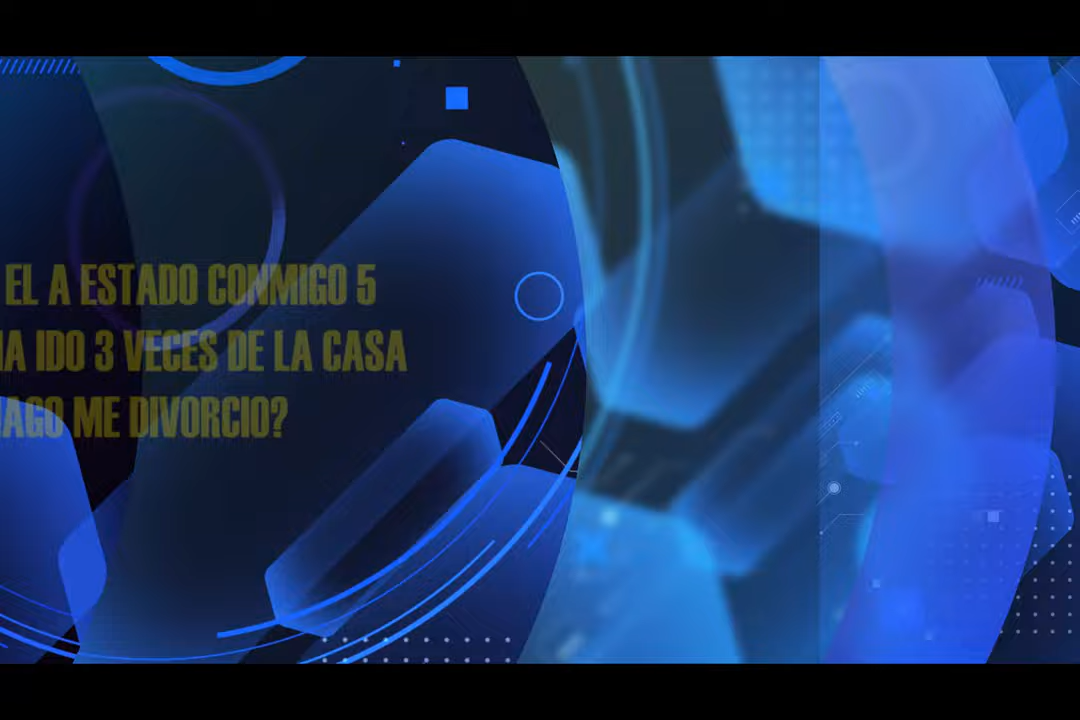 EL A ESTADO CONMIGO 5
IDO 3 VECES DE LA CASA
ME DIVORCIO?